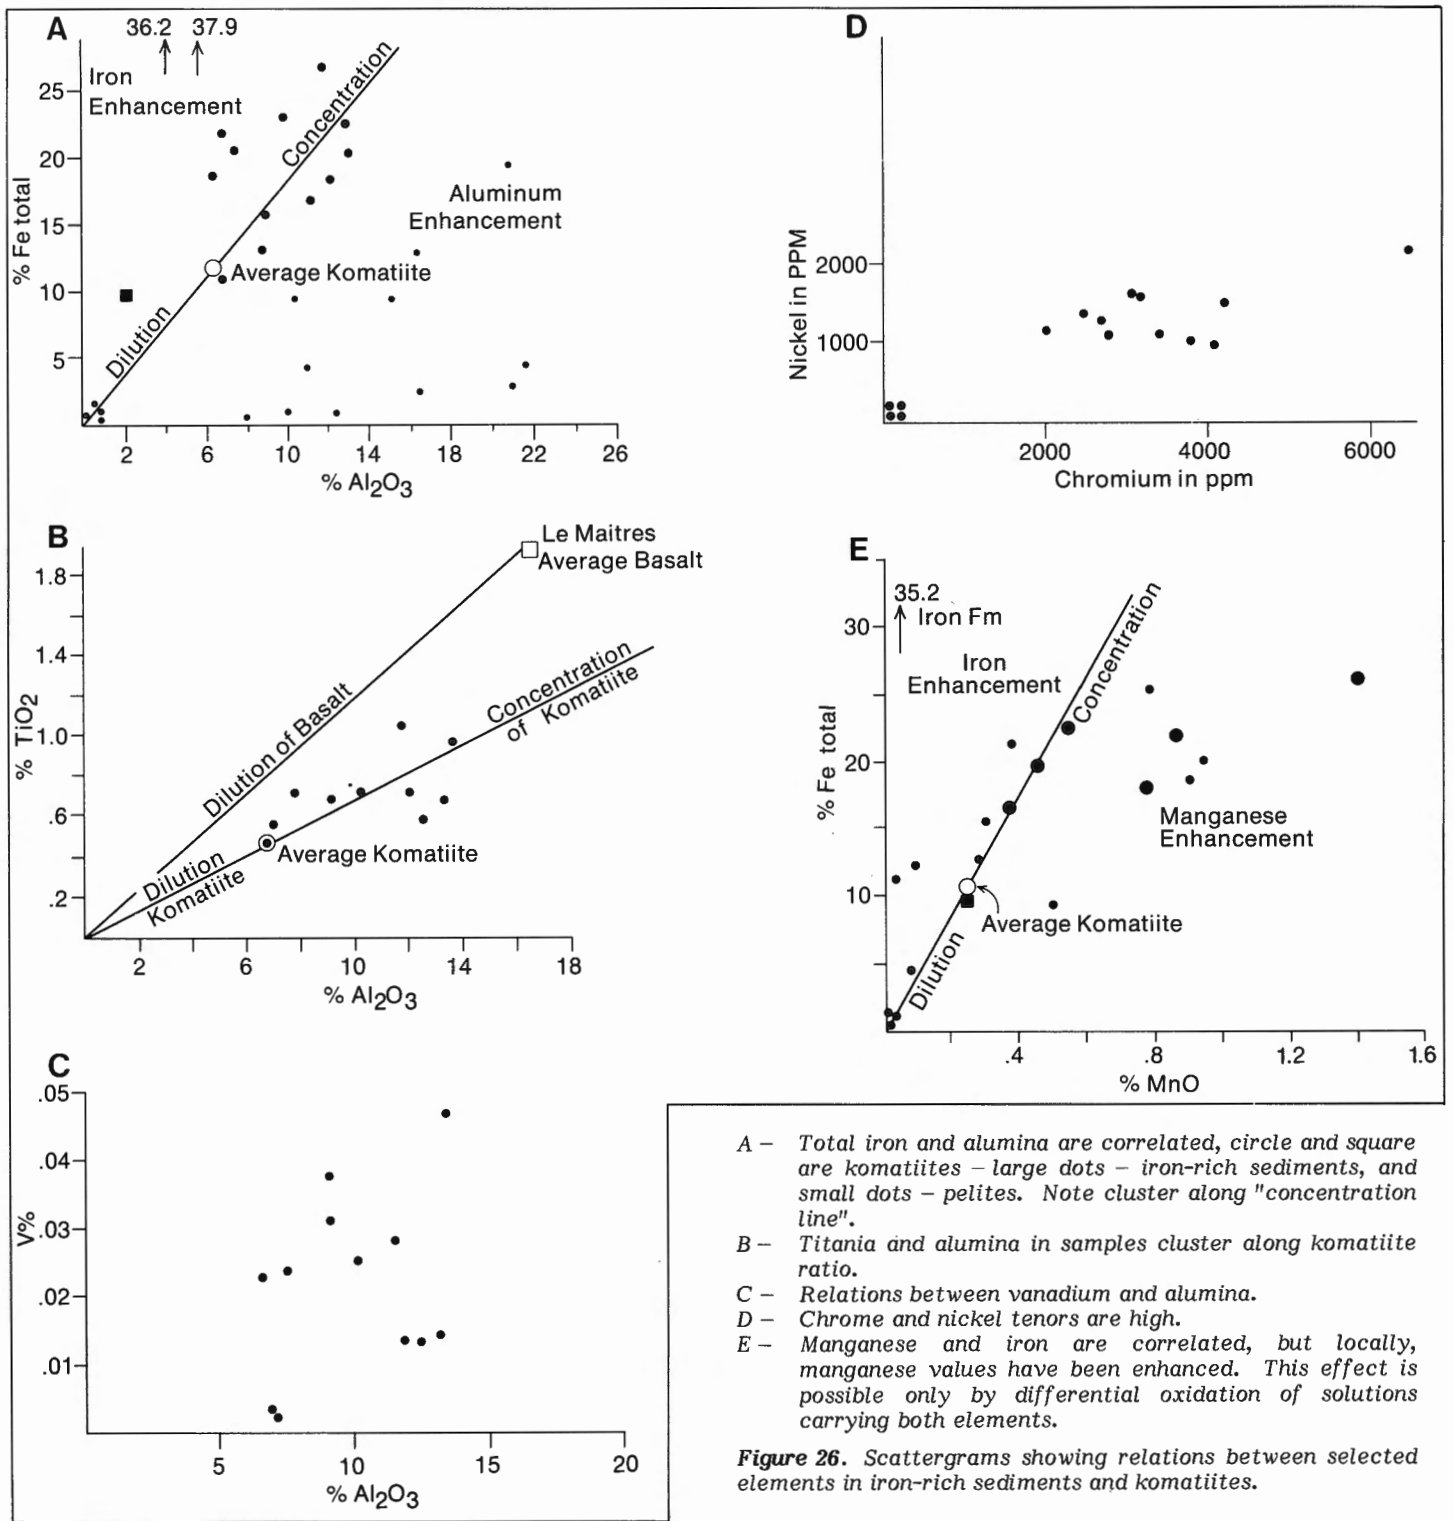 A
36.2 37.9
Iron
Enhancement
Concentration
25
20
15
10
5
% Fe total
Aluminum
Enhancement
Average Komatiite
Dilution
2 6 10 14 18 22 26
% Al2O3
D
Nickel in PPM
2000
1000
2000 4000 6000
Chromium in ppm
B
Le Maitres
Average Basalt
1.8
1.4
1.0
.6
.2
% TiO2
Dilution of Basalt
Concentration
of Komatiite
Average Komatiite
Dilution
Komatiite
2 6 10 14 18
% Al2O3
E
35.2
Iron Fm
Iron
Enhancement
Concentration
30
20
10
% Fe total
Manganese
Enhancement
Average Komatiite
Dilution
.4 .8 1.2 1.6
% MnO
C
.05
.04
.03
.02
.01
V%
5 10 15 20
% Al2O3
A – Total iron and alumina are correlated, circle and square
are komatiites – large dots – iron-rich sediments, and
small dots – pelites. Note cluster along "concentration
line".
B – Titania and alumina in samples cluster along komatiite
ratio.
C – Relations between vanadium and alumina.
D – Chrome and nickel tenors are high.
E – Manganese and iron are correlated, but locally,
manganese values have been enhanced. This effect is
possible only by differential oxidation of solutions
carrying both elements.
Figure 26. Scattergrams showing relations between selected
elements in iron-rich sediments and komatiites.